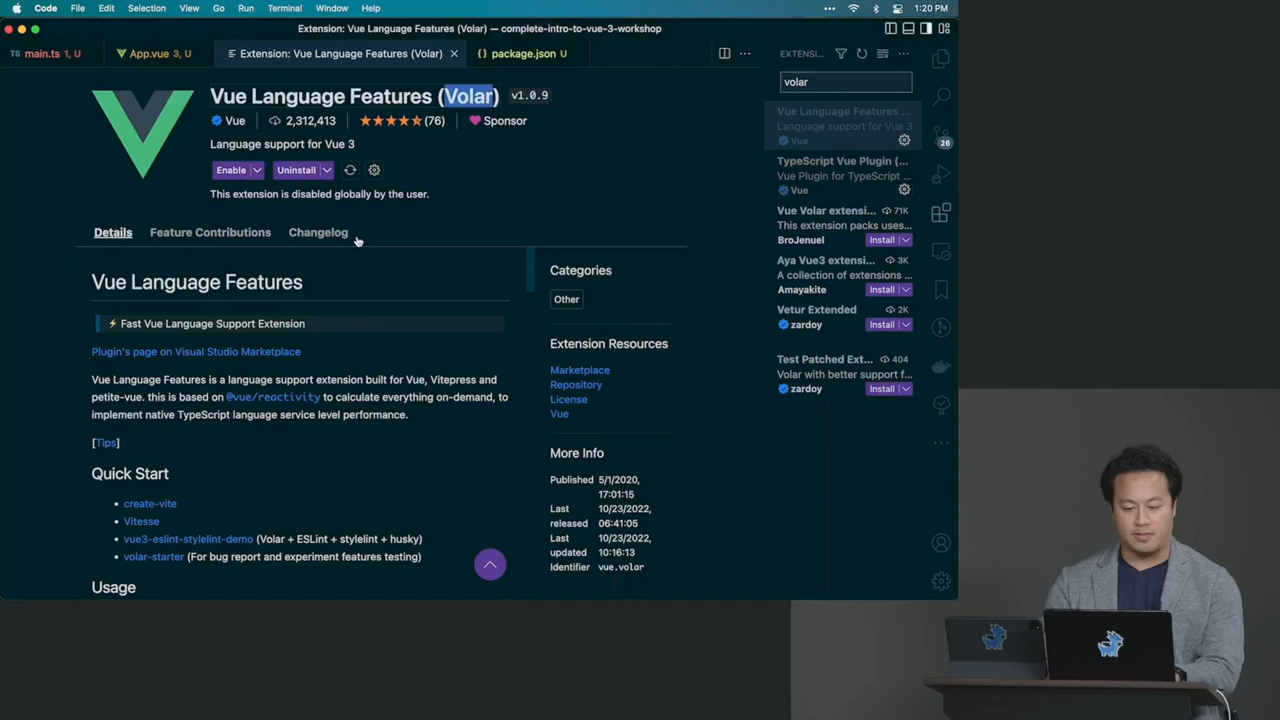 Code File Edit Selection View Go Run Terminal Window Help
1:20 PM
Extension: Vue Language Features (Volar) — complete-intro-to-vue-3-workshop
TS main.ts 1, U
App.vue 3, U
Extension: Vue Language Features (Volar)
{} package.json U
Vue Language Features (Volar) v1.0.9
Vue 2,312,413 (76) Sponsor
Language support for Vue 3
Enable Uninstall
This extension is disabled globally by the user.
Details Feature Contributions Changelog
Vue Language Features
⚡ Fast Vue Language Support Extension
Plugin's page on Visual Studio Marketplace
Vue Language Features is a language support extension built for Vue, Vitepress and
petite-vue. this is based on @vue/reactivity to calculate everything on-demand, to
implement native TypeScript language service level performance.
[Tips]
Quick Start
• create-vite
• Vitesse
• vue3-eslint-stylelint-demo (Volar + ESLint + stylelint + husky)
• volar-starter (For bug report and experiment features testing)
Usage
Categories
Other
Extension Resources
Marketplace
Repository
License
Vue
More Info
Published 5/1/2020,
17:01:15
Last 10/23/2022,
released 06:41:05
Last 10/23/2022,
updated 10:16:13
Identifier vue.volar
EXTENSI...
volar
Vue Language Features ...
Language support for Vue 3
Vue
TypeScript Vue Plugin (...
Vue Plugin for TypeScript ...
Vue
Vue Volar extensi... 71K
This extension packs uses...
BroJenuel Install
Aya Vue3 extensi... 3K
A collection of extensions ...
Amayakite Install
Vetur Extended 2K
zardoy Install
Test Patched Ext... 404
Volar with better support f...
zardoy Install
26